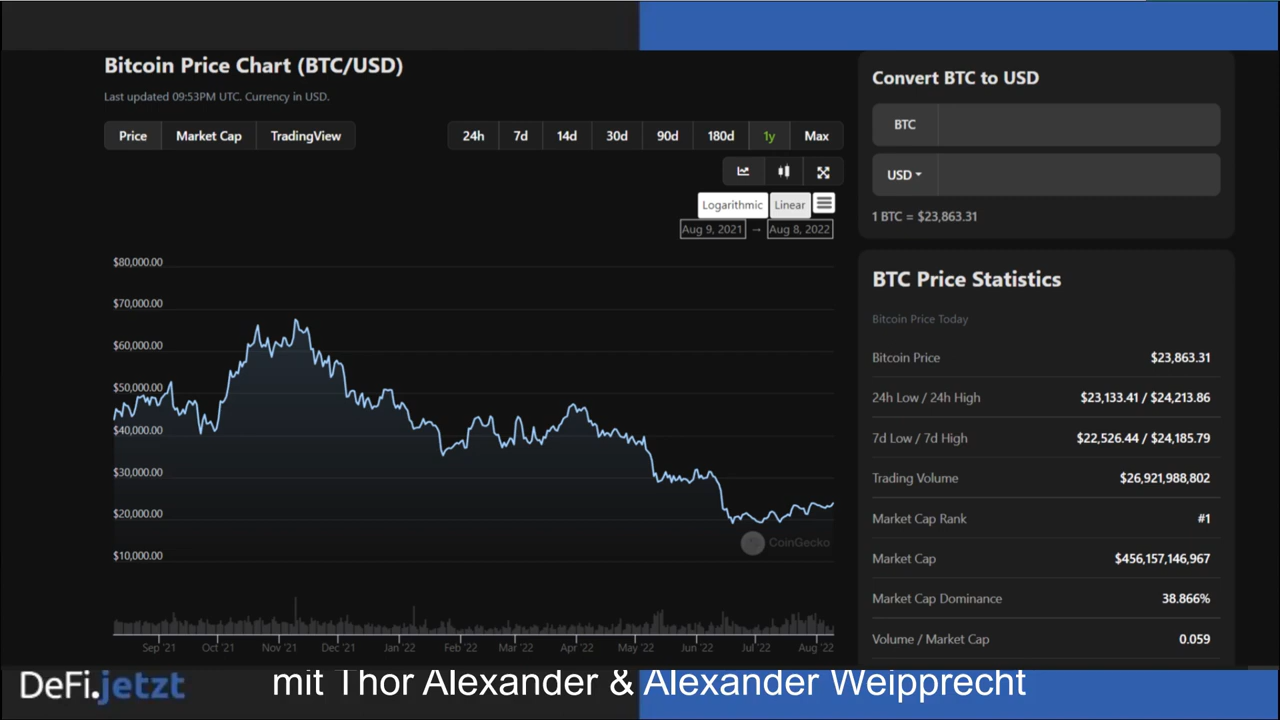 Bitcoin Price Chart (BTC/USD)
Last updated 09:53PM UTC. Currency in USD.
Price Market Cap TradingView
24h 7d 14d 30d 90d 180d 1y Max
Logarithmic Linear
Aug 9, 2021 → Aug 8, 2022
$80,000.00
$70,000.00
$60,000.00
$50,000.00
$40,000.00
$30,000.00
$20,000.00
$10,000.00
CoinGecko
Sep '21 Oct '21 Nov '21 Dec '21 Jan '22 Feb '22 Mar '22 Apr '22 May '22 Jun '22 Jul '22 Aug '22
Convert BTC to USD
BTC
USD
1 BTC = $23,863.31
BTC Price Statistics
Bitcoin Price Today
Bitcoin Price $23,863.31
24h Low / 24h High $23,133.41 / $24,213.86
7d Low / 7d High $22,526.44 / $24,185.79
Trading Volume $26,921,988,802
Market Cap Rank #1
Market Cap $456,157,146,967
Market Cap Dominance 38.866%
Volume / Market Cap 0.059
DeFi.jetzt
mit Thor Alexander & Alexander Weipprecht